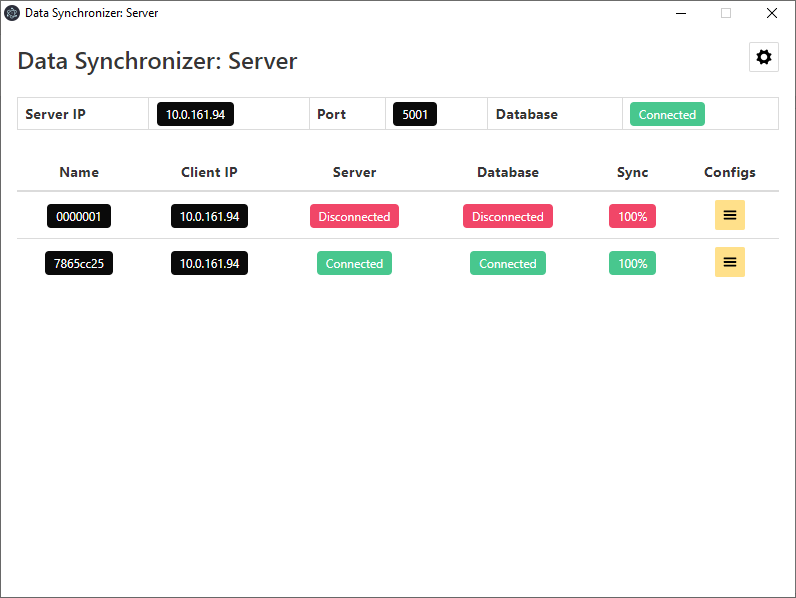 Data Synchronizer: Server
Data Synchronizer: Server
Server IP 10.0.161.94 Port 5001 Database Connected
Name Client IP Server Database Sync Configs
0000001 10.0.161.94 Disconnected Disconnected 100%
7865cc25 10.0.161.94 Connected Connected 100%